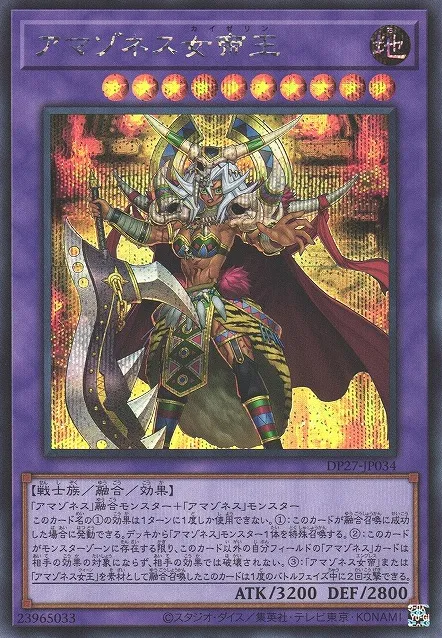 カイゼリン
アマゾネス女帝王
地
DP27-JP034
【戦士族／融合／効果】
「アマゾネス」融合モンスター＋「アマゾネス」モンスター
このカード名の①の効果は1ターンに1度しか使用できない。①：このカードが融合召喚に成功
した場合に発動できる。デッキから「アマゾネス」モンスター1体を特殊召喚する。②：このカード
がモンスターゾーンに存在する限り、このカード以外の自分フィールドの「アマゾネス」カードは
相手の効果の対象にならず、相手の効果では破壊されない。③：「アマゾネス女帝」または
「アマゾネス女王」を素材として融合召喚したこのカードは1度のバトルフェイズ中に2回攻撃できる。
ATK/3200 DEF/2800
23965033
©スタジオ・ダイス／集英社・テレビ東京・KONAMI